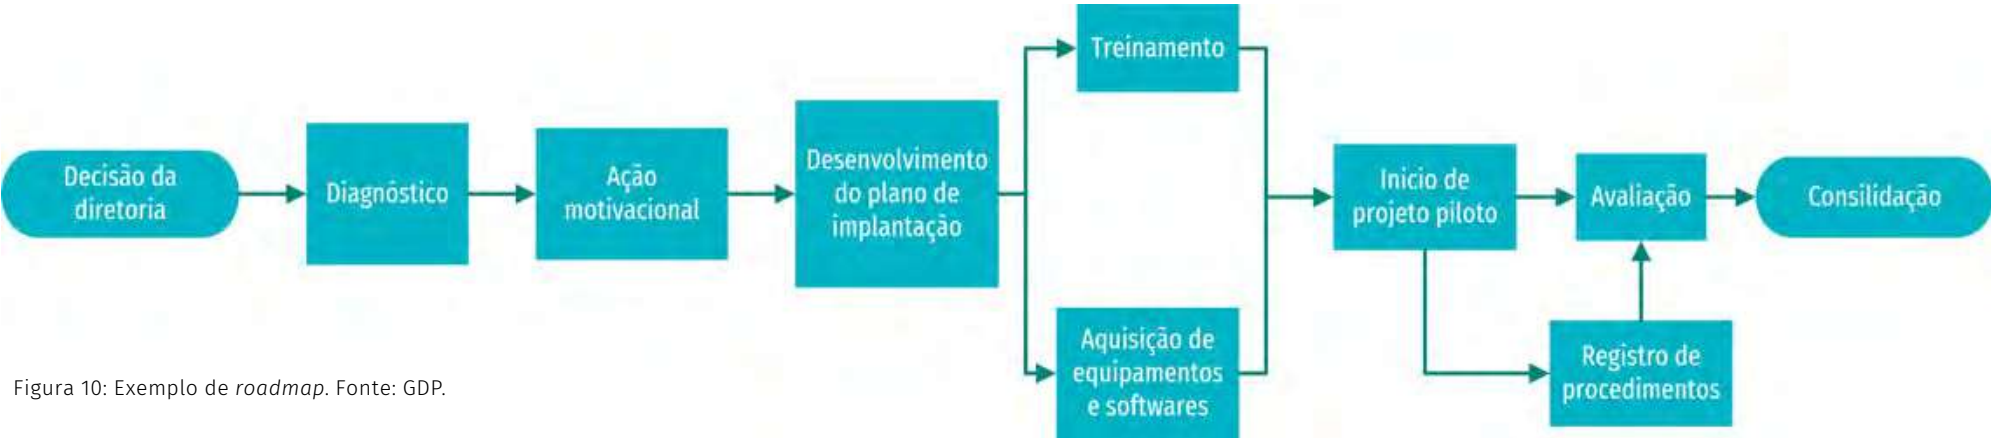 Decisão da
diretoria
Diagnóstico
Ação
motivacional
Desenvolvimento
do plano de
implantação
Treinamento
Aquisição de
equipamentos
e softwares
Inicio de
projeto piloto
Registro de
procedimentos
Avaliação
Consilidação
Figura 10: Exemplo de roadmap. Fonte: GDP.